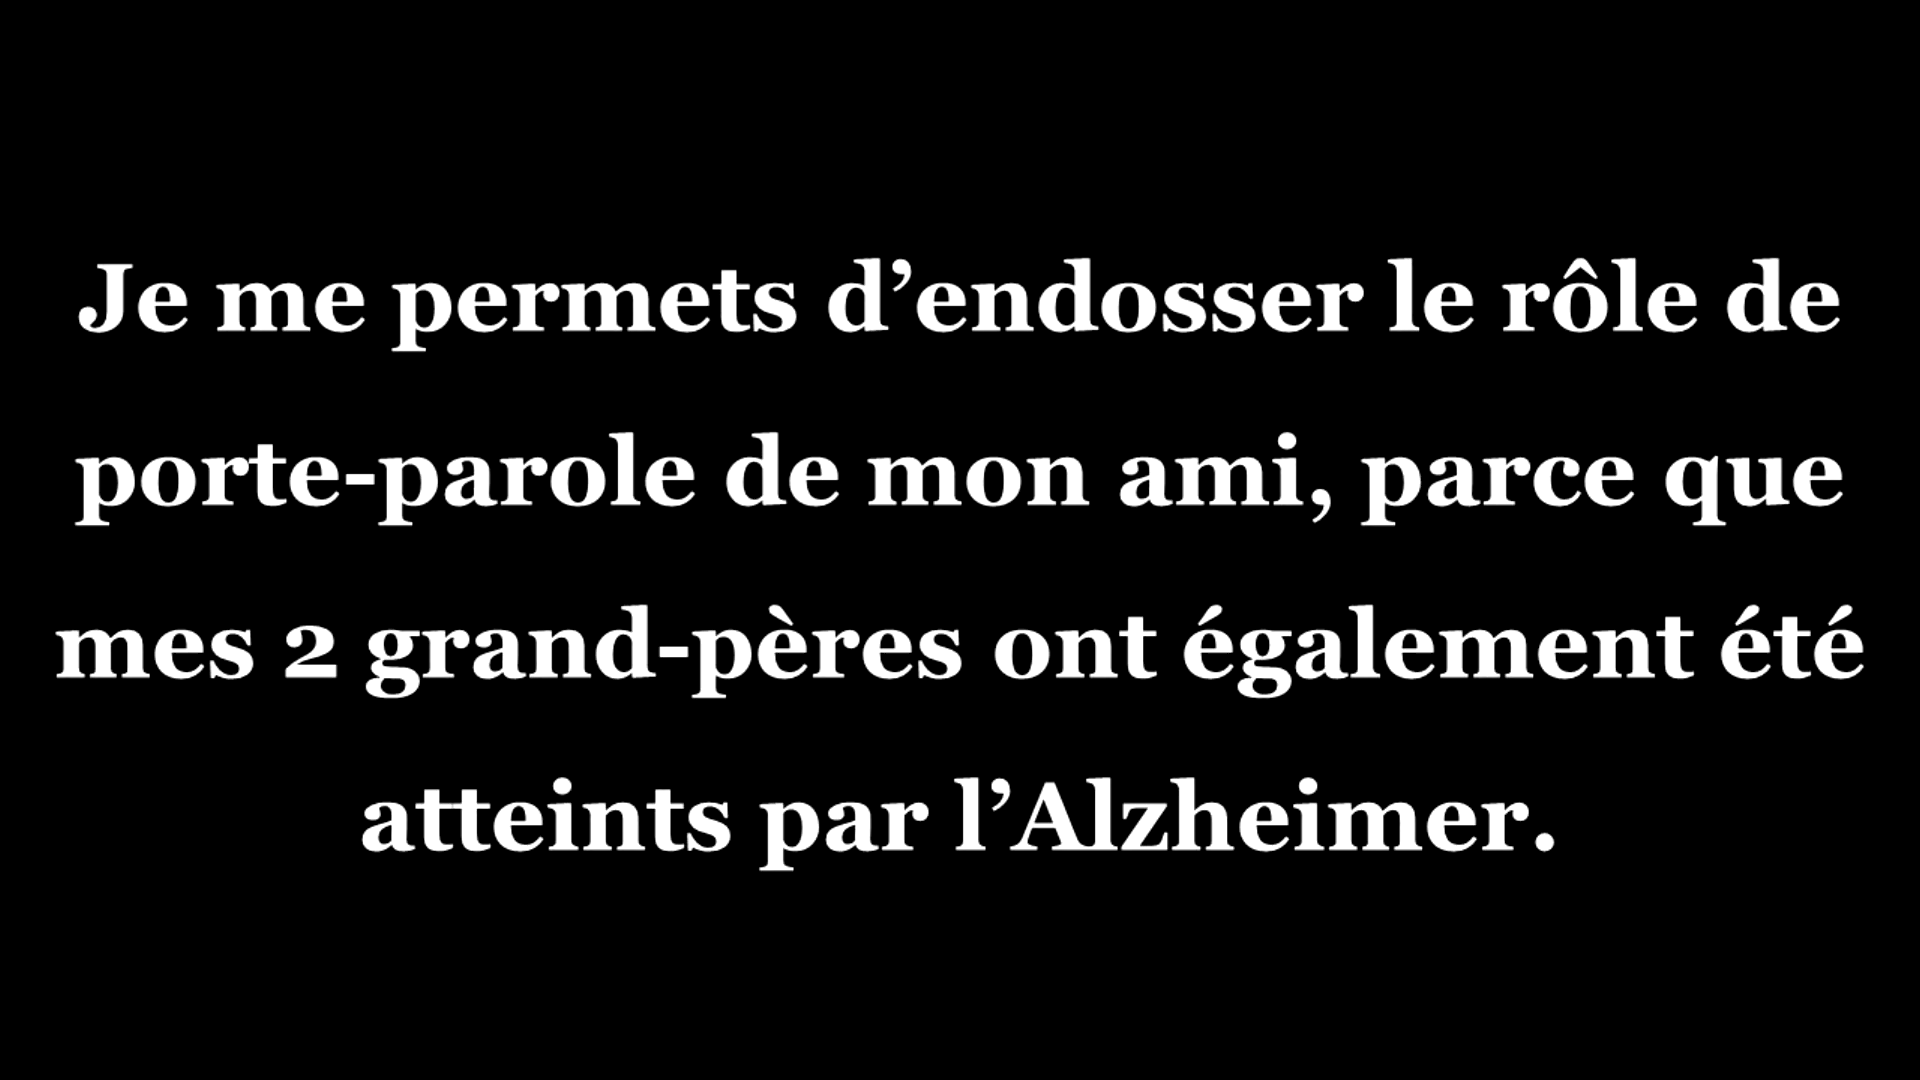 Je me permets d’endosser le rôle de
porte-parole de mon ami, parce que
mes 2 grand-pères ont également été
atteints par l’Alzheimer.